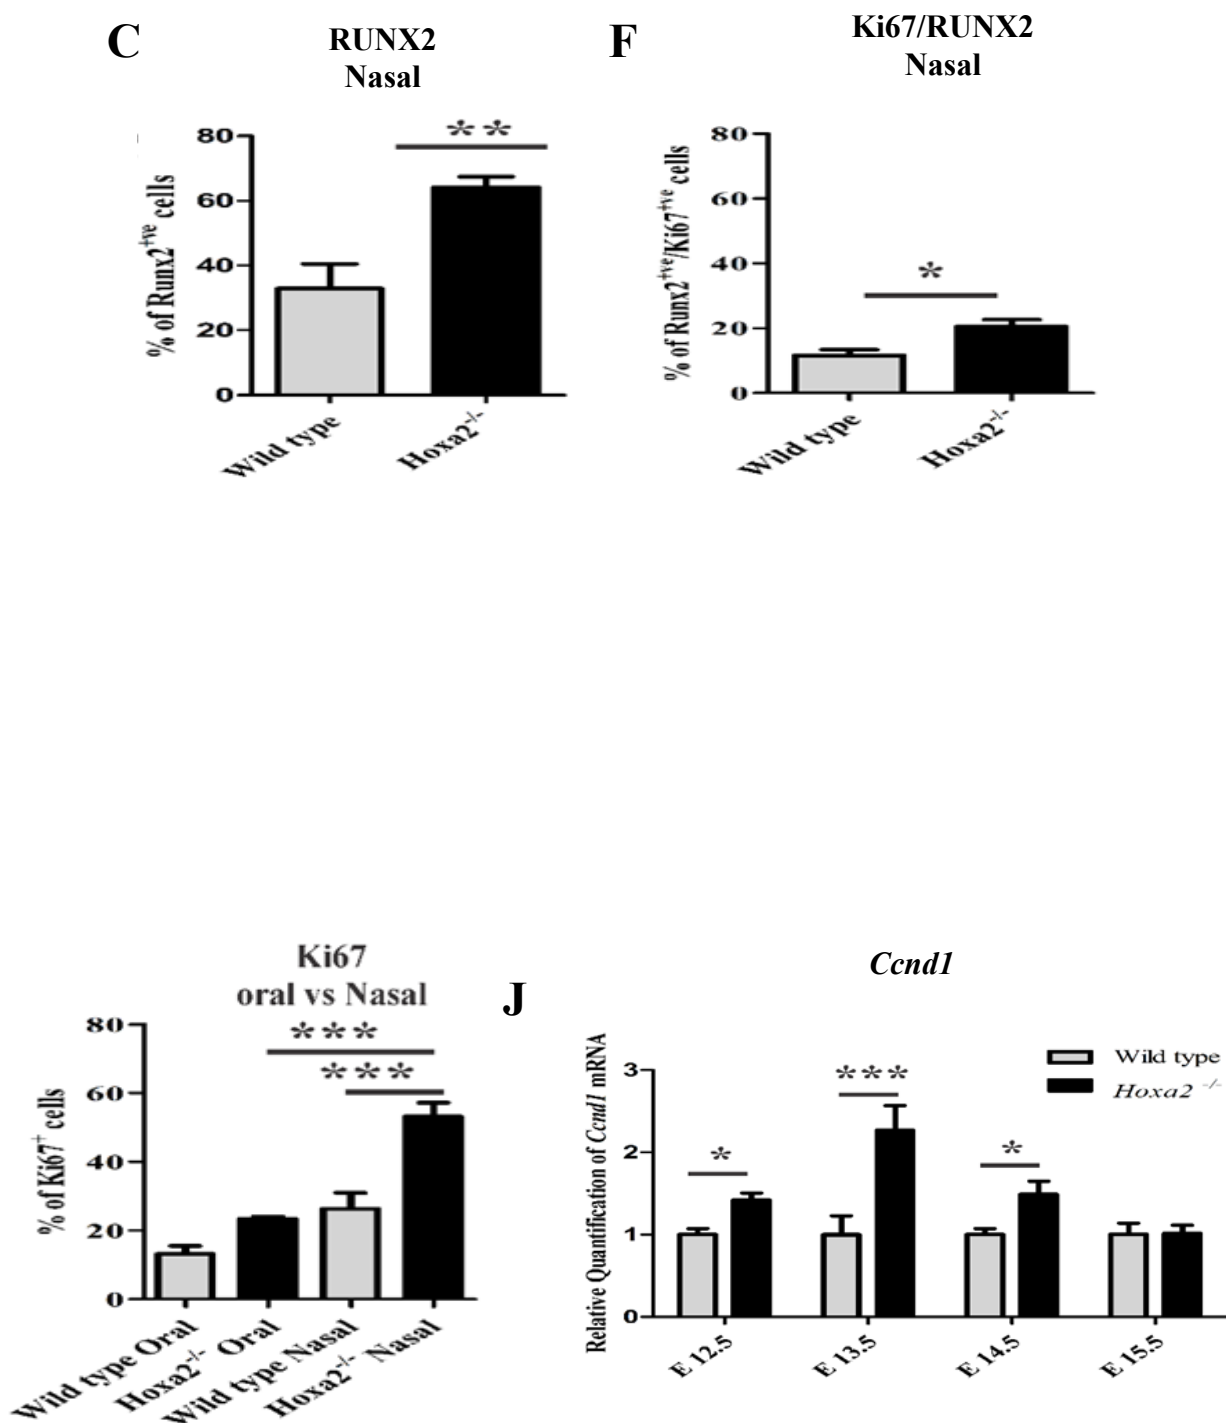 C
RUNX2
Nasal
% of Runx2+ve cells
80
60
40
20
0
**
Wild type
Hoxa2-/-
F
Ki67/RUNX2
Nasal
% of Runx2+ve/Ki67+ve cells
80
60
40
20
0
*
Wild type
Hoxa2-/-
Ki67
oral vs Nasal
% of Ki67+ cells
80
60
40
20
0
***
***
Wild type Oral
Hoxa2-/- Oral
Wild type Nasal
Hoxa2-/- Nasal
J
Ccnd1
Relative Quantification of Ccnd1 mRNA
3
2
1
0
Wild type
Hoxa2 -/-
*
***
*
E 12.5
E 13.5
E 14.5
E 15.5